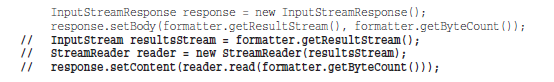 InputStreamResponse response = new InputStreamResponse();
response.setBody(formatter.getResultStream(), formatter.getByteCount());
// InputStream resultsStream = formatter.getResultStream();
// StreamReader reader = new StreamReader(resultsStream);
// response.setContent(reader.read(formatter.getByteCount()));